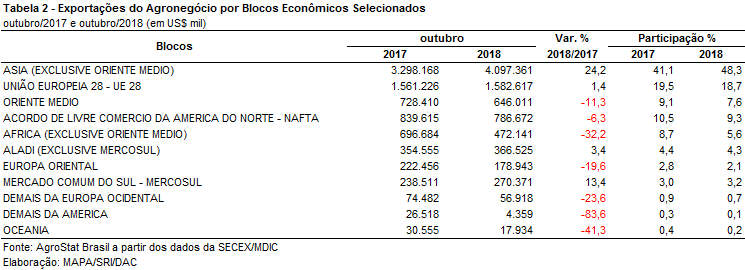 Tabela 2 - Exportações do Agronegócio por Blocos Econômicos Selecionados
outubro/2017 e outubro/2018 (em US$ mil)
Blocos outubro Var. % Participação %
2017 2018 2018/2017 2017 2018
ASIA (EXCLUSIVE ORIENTE MEDIO) 3.298.168 4.097.361 24,2 41,1 48,3
UNIÃO EUROPEIA 28 - UE 28 1.561.226 1.582.617 1,4 19,5 18,7
ORIENTE MEDIO 728.410 646.011 -11,3 9,1 7,6
ACORDO DE LIVRE COMERCIO DA AMERICA DO NORTE - NAFTA 839.615 786.672 -6,3 10,5 9,3
AFRICA (EXCLUSIVE ORIENTE MEDIO) 696.684 472.141 -32,2 8,7 5,6
ALADI (EXCLUSIVE MERCOSUL) 354.555 366.525 3,4 4,4 4,3
EUROPA ORIENTAL 222.456 178.943 -19,6 2,8 2,1
MERCADO COMUM DO SUL - MERCOSUL 238.511 270.371 13,4 3,0 3,2
DEMAIS DA EUROPA OCIDENTAL 74.482 56.918 -23,6 0,9 0,7
DEMAIS DA AMERICA 26.518 4.359 -83,6 0,3 0,1
OCEANIA 30.555 17.934 -41,3 0,4 0,2
Fonte: AgroStat Brasil a partir dos dados da SECEX/MDIC
Elaboração: MAPA/SRI/DAC